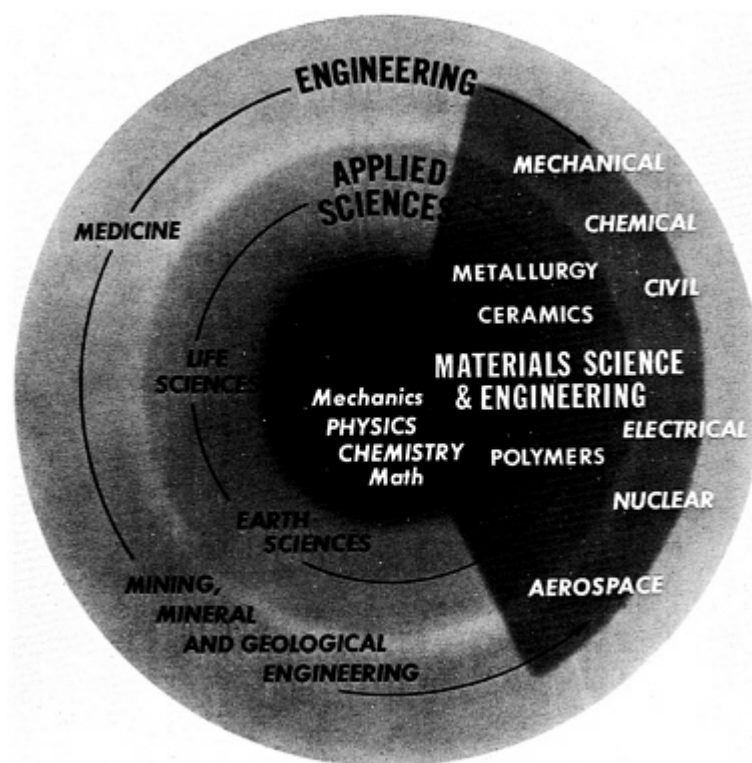 ENGINEERING
APPLIED
SCIENCES
MECHANICAL
MEDICINE
CHEMICAL
METALLURGY
CIVIL
CERAMICS
LIFE
SCIENCES
MATERIALS SCIENCE
& ENGINEERING
Mechanics
PHYSICS
CHEMISTRY
Math
ELECTRICAL
POLYMERS
NUCLEAR
EARTH
SCIENCES
AEROSPACE
MINING,
MINERAL
AND GEOLOGICAL
ENGINEERING